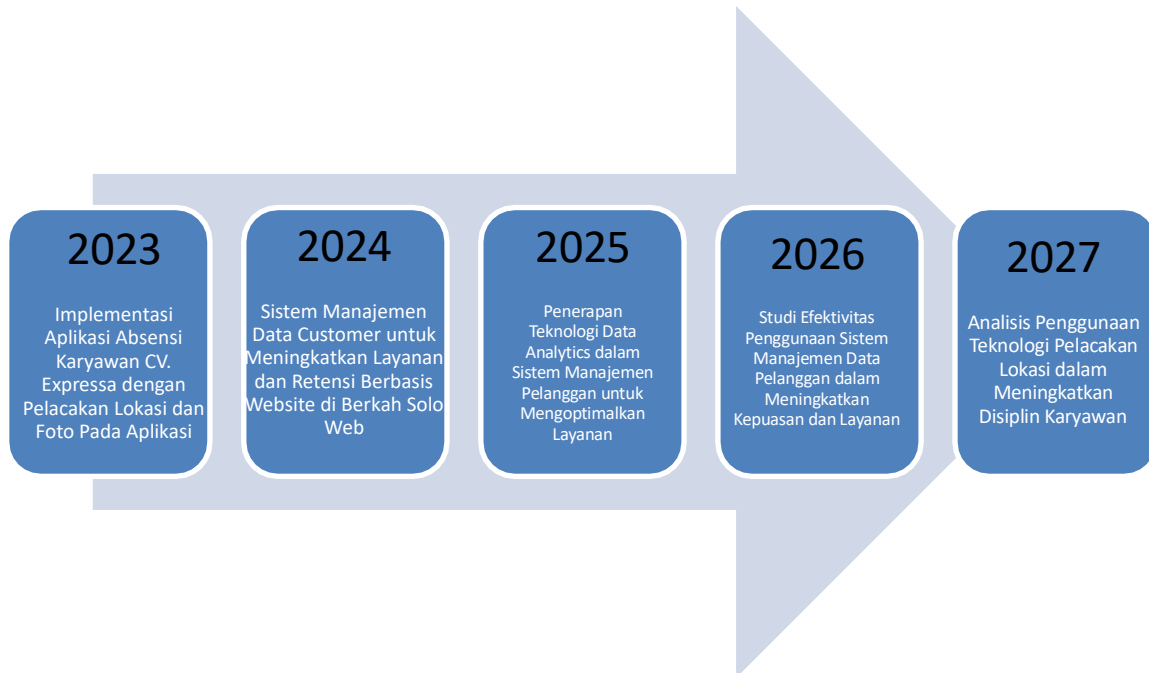 2023
Implementasi
Aplikasi Absensi
Karyawan CV.
Expressa dengan
Pelacakan Lokasi dan
Foto Pada Aplikasi
2024
Sistem Manajemen
Data Customer untuk
Meningkatkan Layanan
dan Retensi Berbasis
Website di Berkah Solo
Web
2025
Penerapan
Teknologi Data
Analytics dalam
Sistem Manajemen
Pelanggan untuk
Mengoptimalkan
Layanan
2026
Studi Efektivitas
Penggunaan Sistem
Manajemen Data
Pelanggan dalam
Meningkatkan
Kepuasan dan Layanan
2027
Analisis Penggunaan
Teknologi Pelacakan
Lokasi dalam
Meningkatkan
Disiplin Karyawan